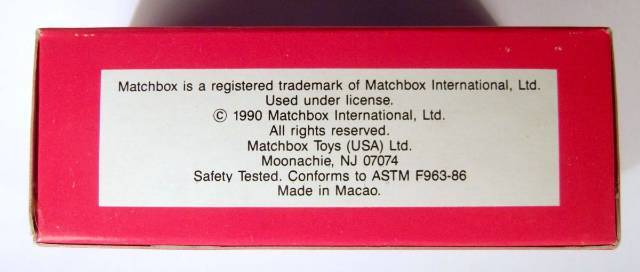 Matchbox is a registered trademark of Matchbox International, Ltd.
Used under license.
© 1990 Matchbox International, Ltd.
All rights reserved.
Matchbox Toys (USA) Ltd.
Moonachie, NJ 07074
Safety Tested. Conforms to ASTM F963-86
Made in Macao.